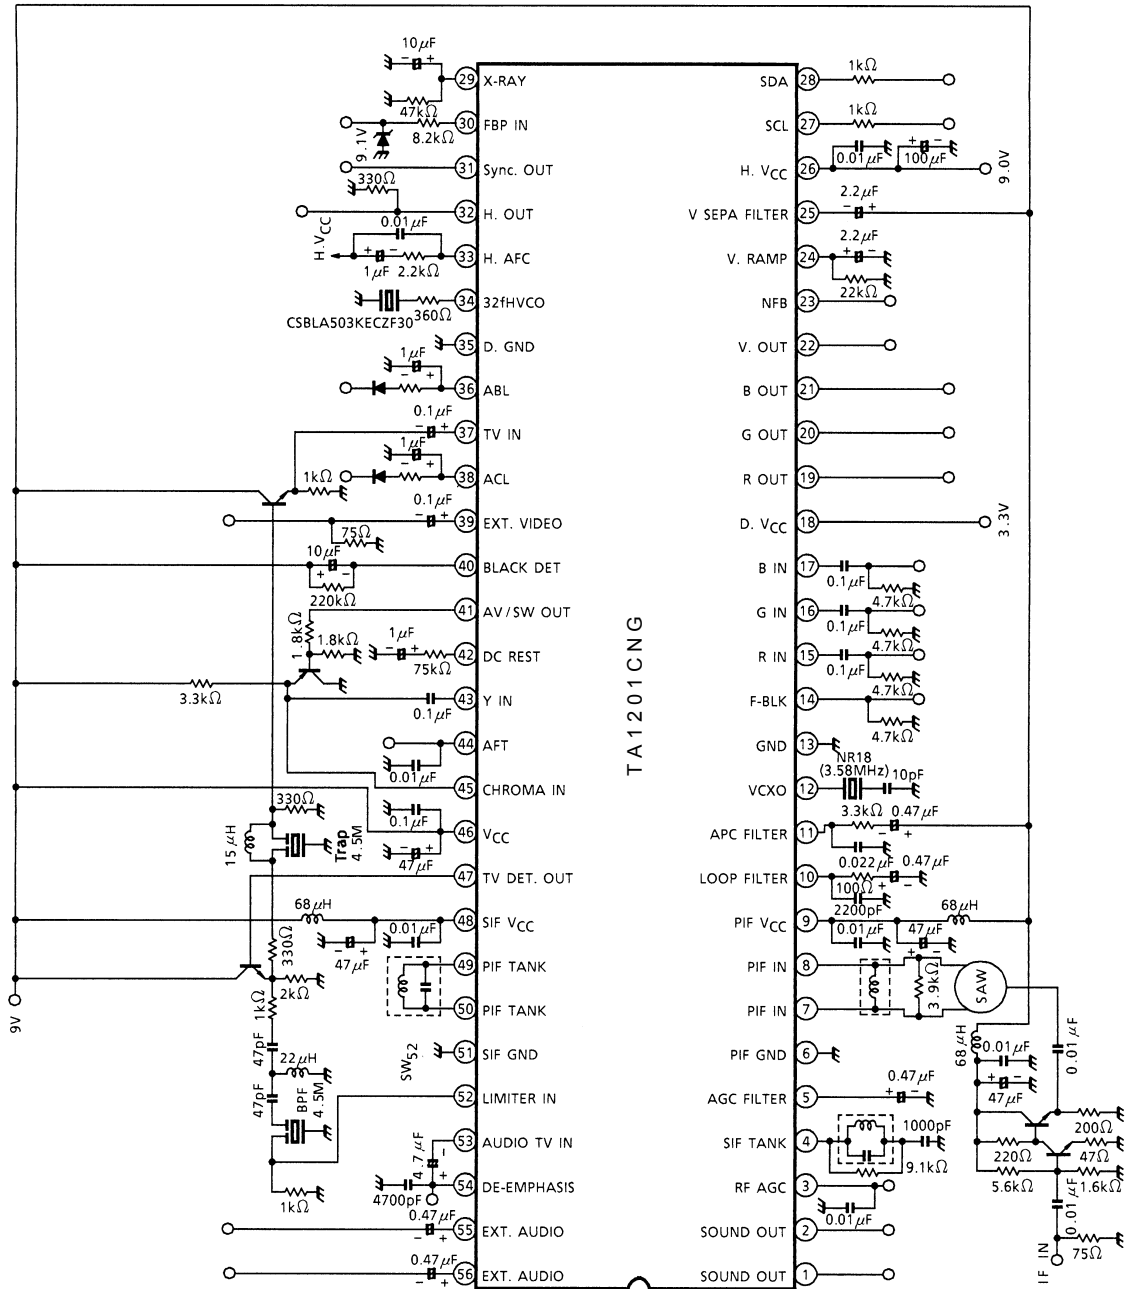 10μF
29 X-RAY
47kΩ
30 FBP IN
8.2kΩ
9.1V
31 Sync. OUT
330Ω
32 H. OUT
0.01μF
H.VCC
33 H. AFC
1μF 2.2kΩ
34 32fHVCO
360Ω
CSBLA503KECZF30
35 D. GND
1μF
36 ABL
0.1μF
37 TV IN
1μF
38 ACL
1kΩ
0.1μF
39 EXT. VIDEO
75Ω
10μF
40 BLACK DET
220kΩ
41 AV/SW OUT
1.8kΩ
1.8kΩ
1μF
42 DC REST
75kΩ
3.3kΩ
43 Y IN
0.1μF
44 AFT
0.01μF
45 CHROMA IN
330Ω
0.1μF
46 VCC
47μF
15μH
Trap
4.5M
47 TV DET. OUT
68μH
48 SIF VCC
0.01μF
47μF
330Ω
49 PIF TANK
2kΩ
1kΩ
9V
50 PIF TANK
47pF
22μH
SW52
51 SIF GND
47pF
BPF
4.5M
52 LIMITER IN
53 AUDIO TV IN
4.7μF
54 DE-EMPHASIS
4700pF
1kΩ
0.47μF
55 EXT. AUDIO
0.47μF
56 EXT. AUDIO
TA1201CNG
SDA 28
1kΩ
SCL 27
1kΩ
H. VCC 26
0.01μF 100μF
9.0V
V SEPA FILTER 25
2.2μF
V. RAMP 24
2.2μF
22kΩ
NFB 23
V. OUT 22
B OUT 21
G OUT 20
R OUT 19
D. VCC 18
3.3V
B IN 17
0.1μF
4.7kΩ
G IN 16
0.1μF
4.7kΩ
R IN 15
0.1μF
4.7kΩ
F-BLK 14
4.7kΩ
GND 13
NR18
(3.58MHz)
10pF
VCXO 12
3.3kΩ 0.47μF
APC FILTER 11
0.022μF 0.47μF
LOOP FILTER 10
100Ω
2200pF
68μH
PIF VCC 9
0.01μF
47μF
PIF IN 8
3.9kΩ
SAW
PIF IN 7
68μH
0.01μF
0.01μF
PIF GND 6
47μF
0.47μF
AGC FILTER 5
200Ω
1000pF
SIF TANK 4
9.1kΩ
220Ω 47Ω
5.6kΩ 1.6kΩ
RF AGC 3
0.01μF
0.01μF
SOUND OUT 2
75Ω
IF IN
SOUND OUT 1